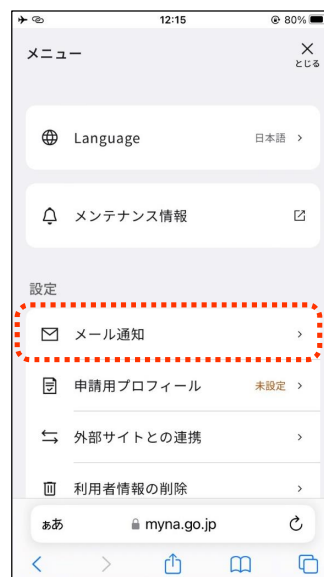 12:15
80%
メニュー
とじる
Language
日本語
メンテナンス情報
設定
メール通知
申請用プロフィール
未設定
外部サイトとの連携
利用者情報の削除
ぁあ
myna.go.jp